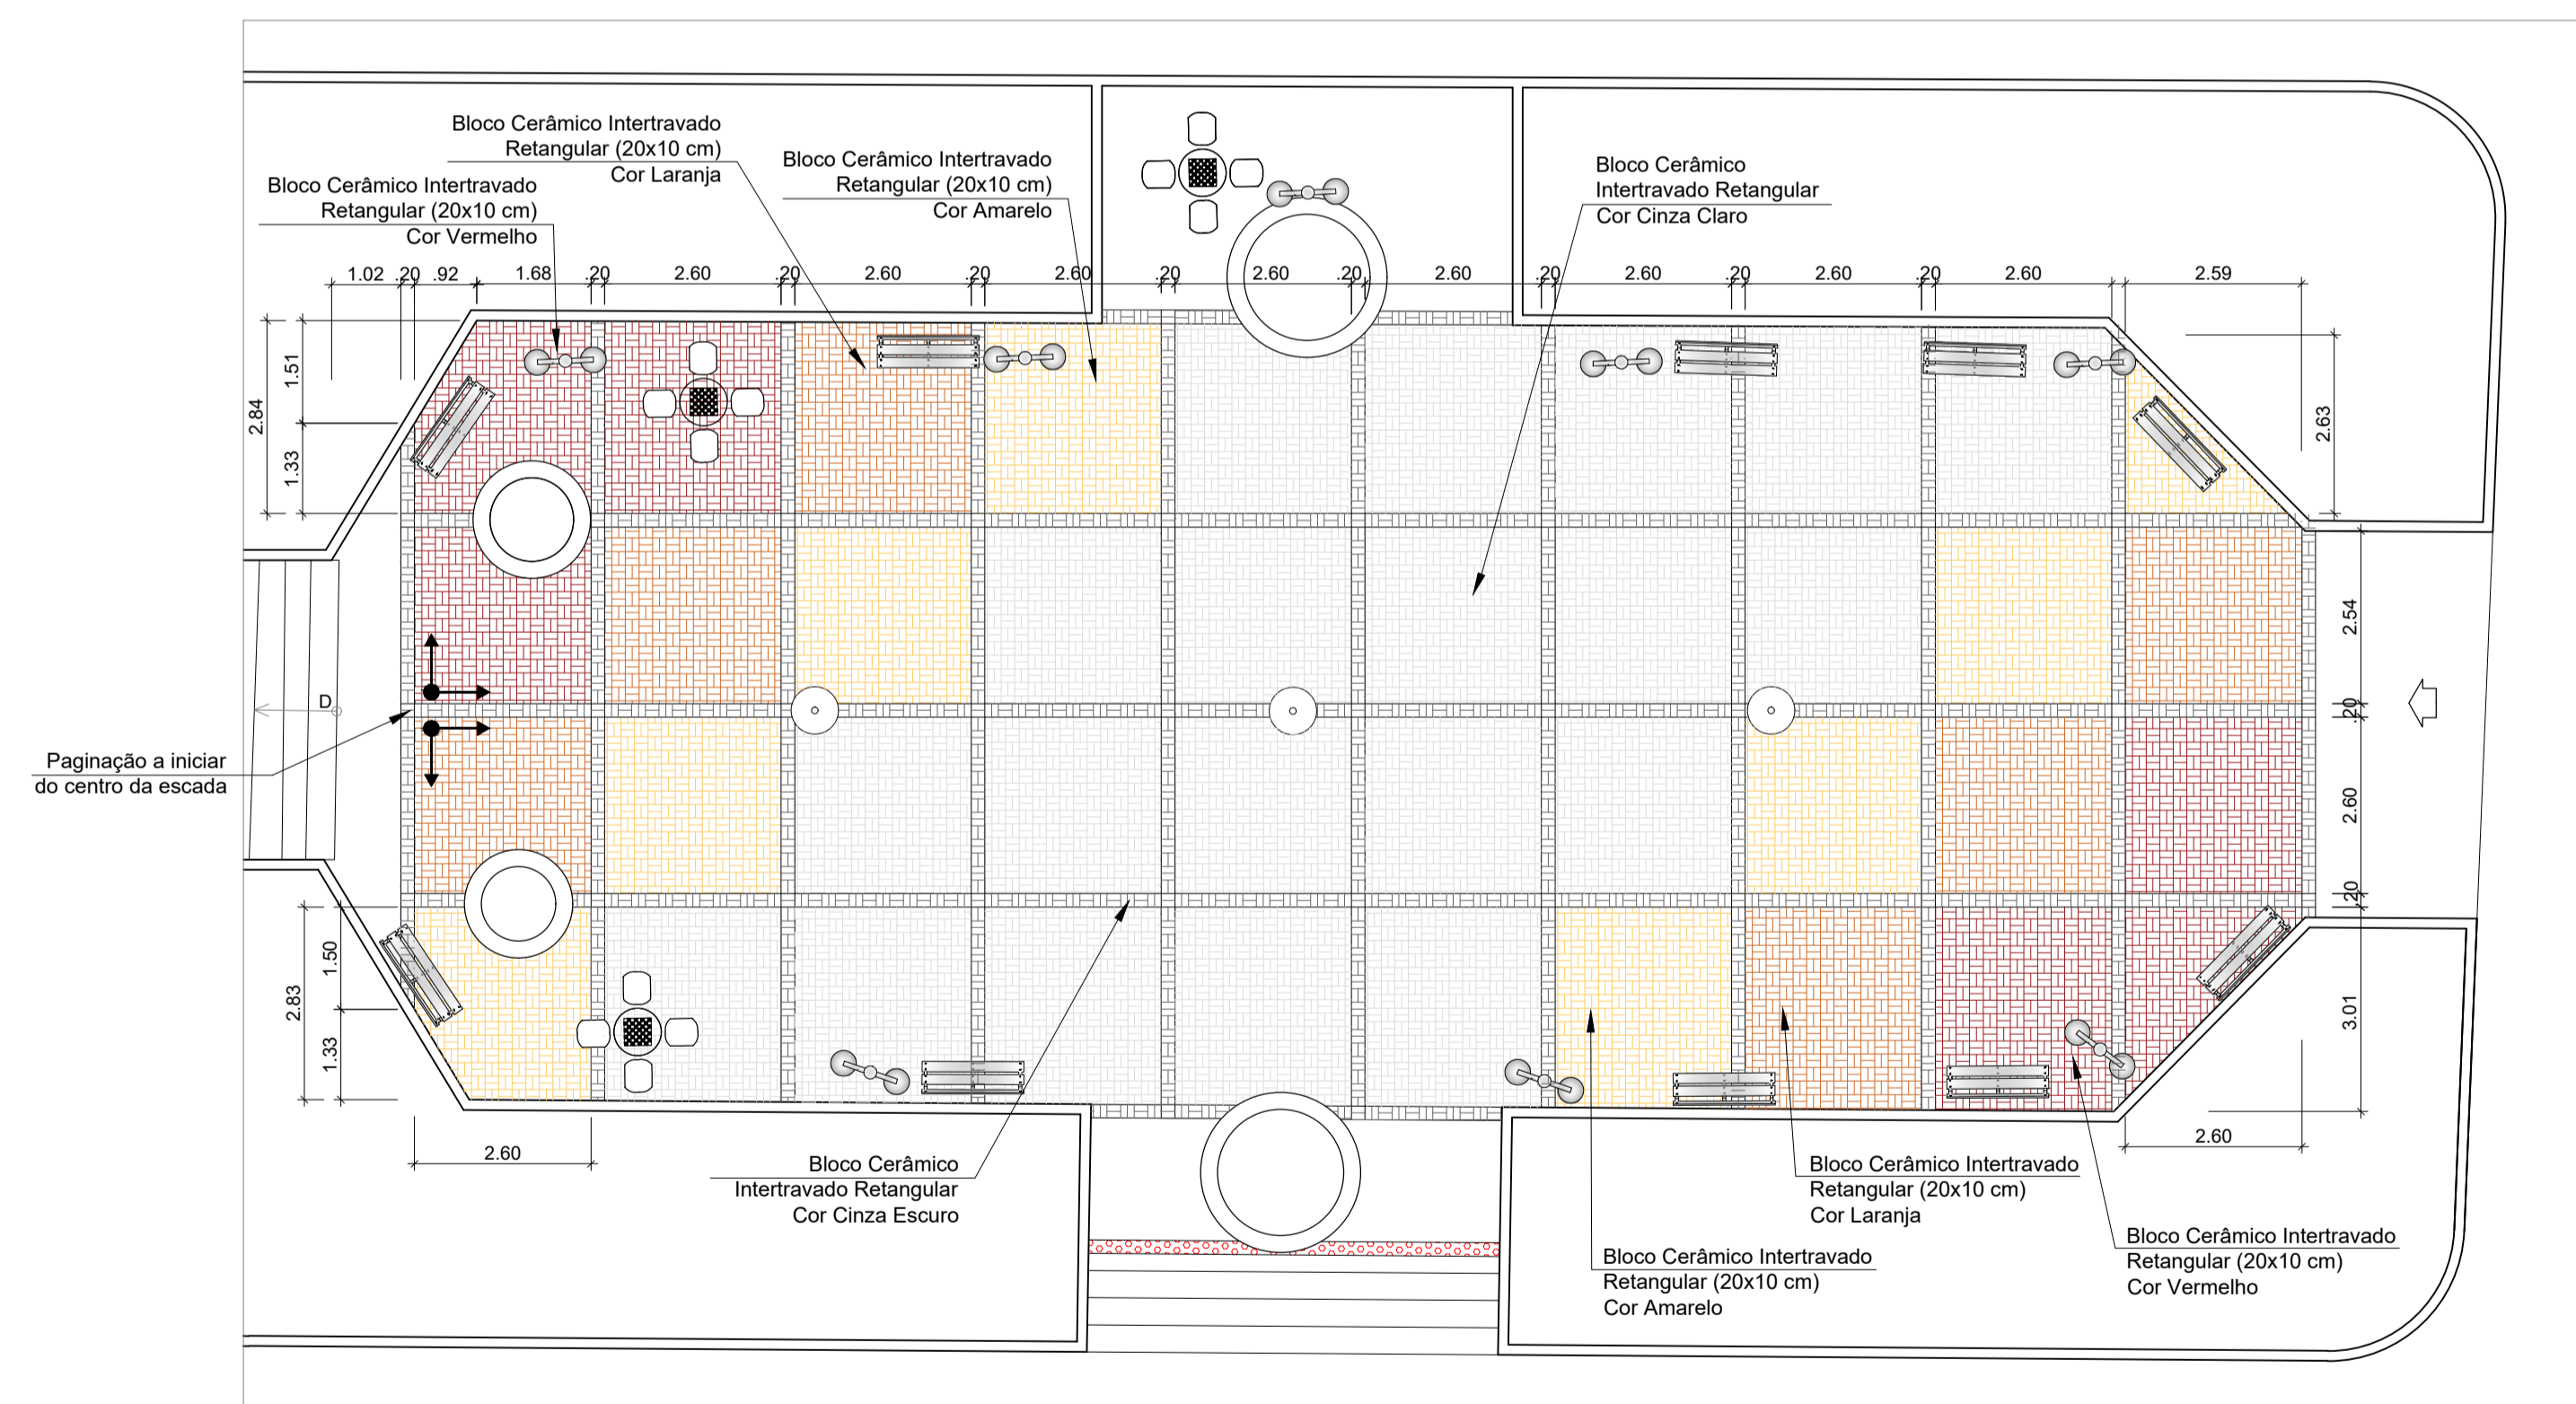 Bloco Cerâmico Intertravado
Retangular (20x10 cm)
Cor Laranja
Bloco Cerâmico Intertravado
Retangular (20x10 cm)
Cor Amarelo
Bloco Cerâmico
Intertravado Retangular
Cor Cinza Claro
Bloco Cerâmico Intertravado
Retangular (20x10 cm)
Cor Vermelho
1.02 .20 .92 1.68 .20 2.60 .20 2.60 .20 2.60 .20 2.60 .20 2.60 .20 2.60 .20 2.60 .20 2.60 2.59
2.84
1.51
1.33
2.63
2.54
.20
2.60
.20
3.01
D
Paginação a iniciar
do centro da escada
2.83
1.50
1.33
2.60
2.60
Bloco Cerâmico
Intertravado Retangular
Cor Cinza Escuro
Bloco Cerâmico Intertravado
Retangular (20x10 cm)
Cor Laranja
Bloco Cerâmico Intertravado
Retangular (20x10 cm)
Cor Amarelo
Bloco Cerâmico Intertravado
Retangular (20x10 cm)
Cor Vermelho